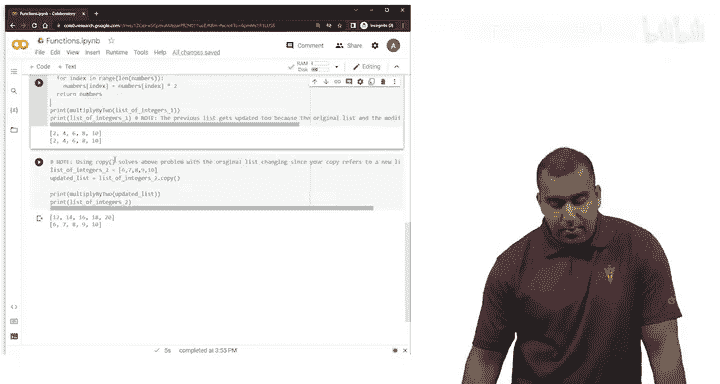 Functions.ipynb - Colaboratory
Incognito
Functions.ipynb
Comment
Share
A
File Edit View Insert Runtime Tools Help All changes saved
+ Code + Text
RAM
Disk
Editing
for index in range(len(numbers)):
numbers[index] = numbers[index] * 2
return numbers
print(multiplyByTwo(list_of_integers_1))
print(list_of_integers_1) # NOTE: The previous list gets updated too because the original list and the
[2, 4, 6, 8, 10]
[2, 4, 6, 8, 10]
# NOTE: Using copy() solves above problem with the original list changing since your copy refers to a new
list_of_integers_2 = [6,7,8,9,10]
updated_list = list_of_integers_2.copy()
print(multiplyByTwo(updated_list))
print(list_of_integers_2)
[12, 14, 16, 18, 20]
[6, 7, 8, 9, 10]
0s completed at 3:55 PM
bilibili